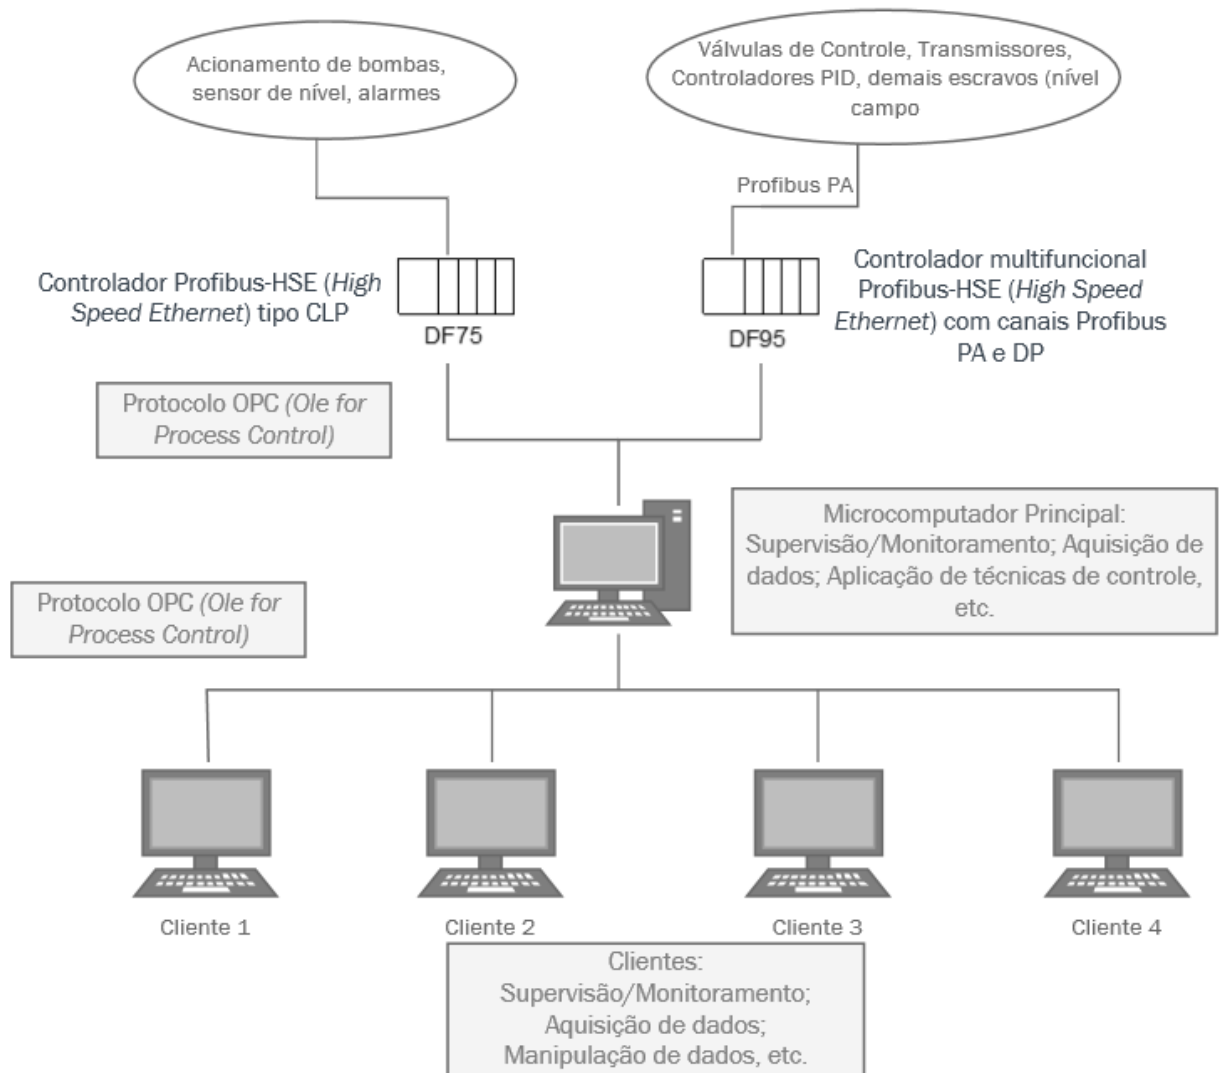 Acionamento de bombas,
sensor de nível, alarmes
Válvulas de Controle, Transmissores,
Controladores PID, demais escravos (nível
campo
Profibus PA
Controlador Profibus-HSE (High
Speed Ethernet) tipo CLP
DF75
DF95
Controlador multifuncional
Profibus-HSE (High Speed
Ethernet) com canais Profibus
PA e DP
Protocolo OPC (Ole for
Process Control)
Microcomputador Principal:
Supervisão/Monitoramento; Aquisição de
dados; Aplicação de técnicas de controle,
etc.
Protocolo OPC (Ole for
Process Control)
Cliente 1
Cliente 2
Cliente 3
Cliente 4
Clientes:
Supervisão/Monitoramento;
Aquisição de dados;
Manipulação de dados, etc.